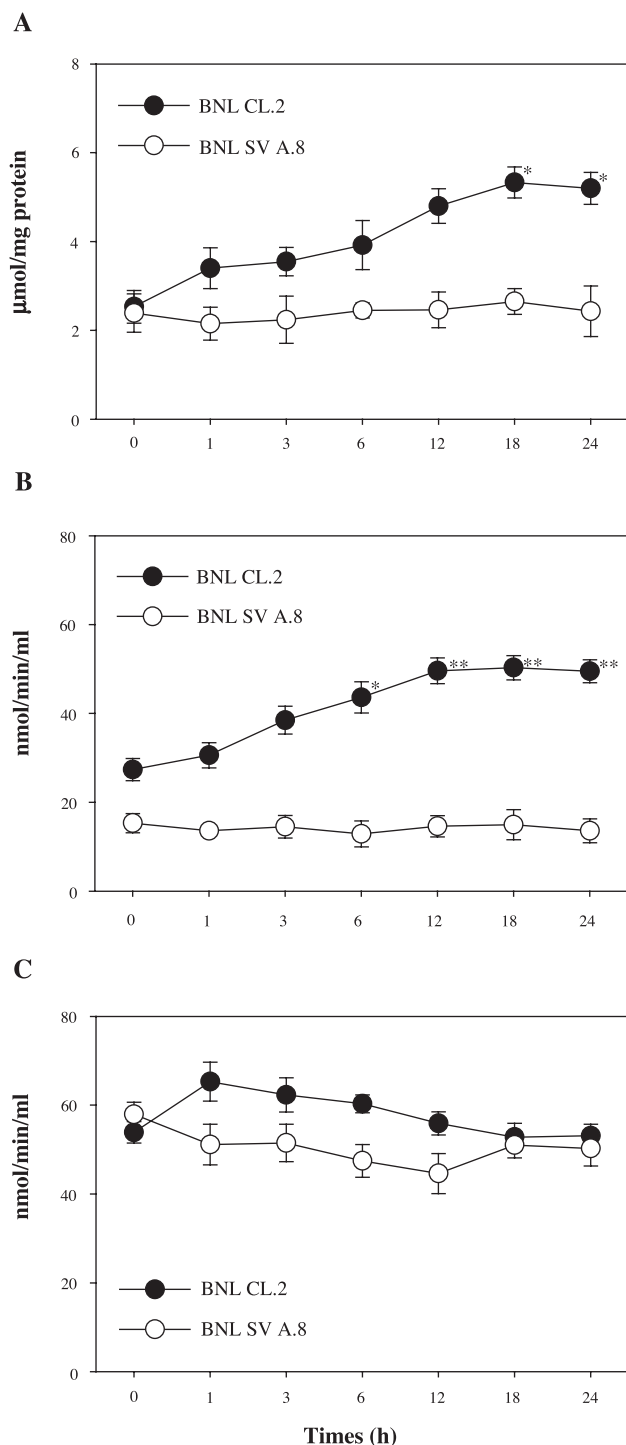 A
8
6
4
2
0
µmol/mg protein
BNL CL.2
BNL SV A.8
*
*
0 1 3 6 12 18 24
B
80
60
40
20
0
nmol/min/ml
BNL CL.2
BNL SV A.8
*
**
**
**
0 1 3 6 12 18 24
C
80
60
40
20
0
nmol/min/ml
BNL CL.2
BNL SV A.8
0 1 3 6 12 18 24
Times (h)